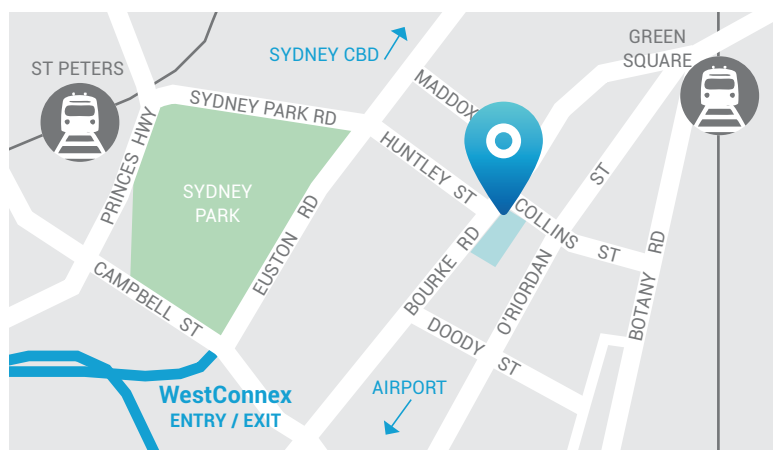 GREEN
SQUARE
SYDNEY CBD
ST PETERS
MADDOX
SYDNEY PARK RD
PRINCES HWY
HUNTLEY ST
SYDNEY
PARK
EUSTON RD
COLLINS ST
O'RIORDAN ST
BOTANY RD
BOURKE RD
CAMPBELL ST
DOODY ST
WestConnex
ENTRY / EXIT
AIRPORT